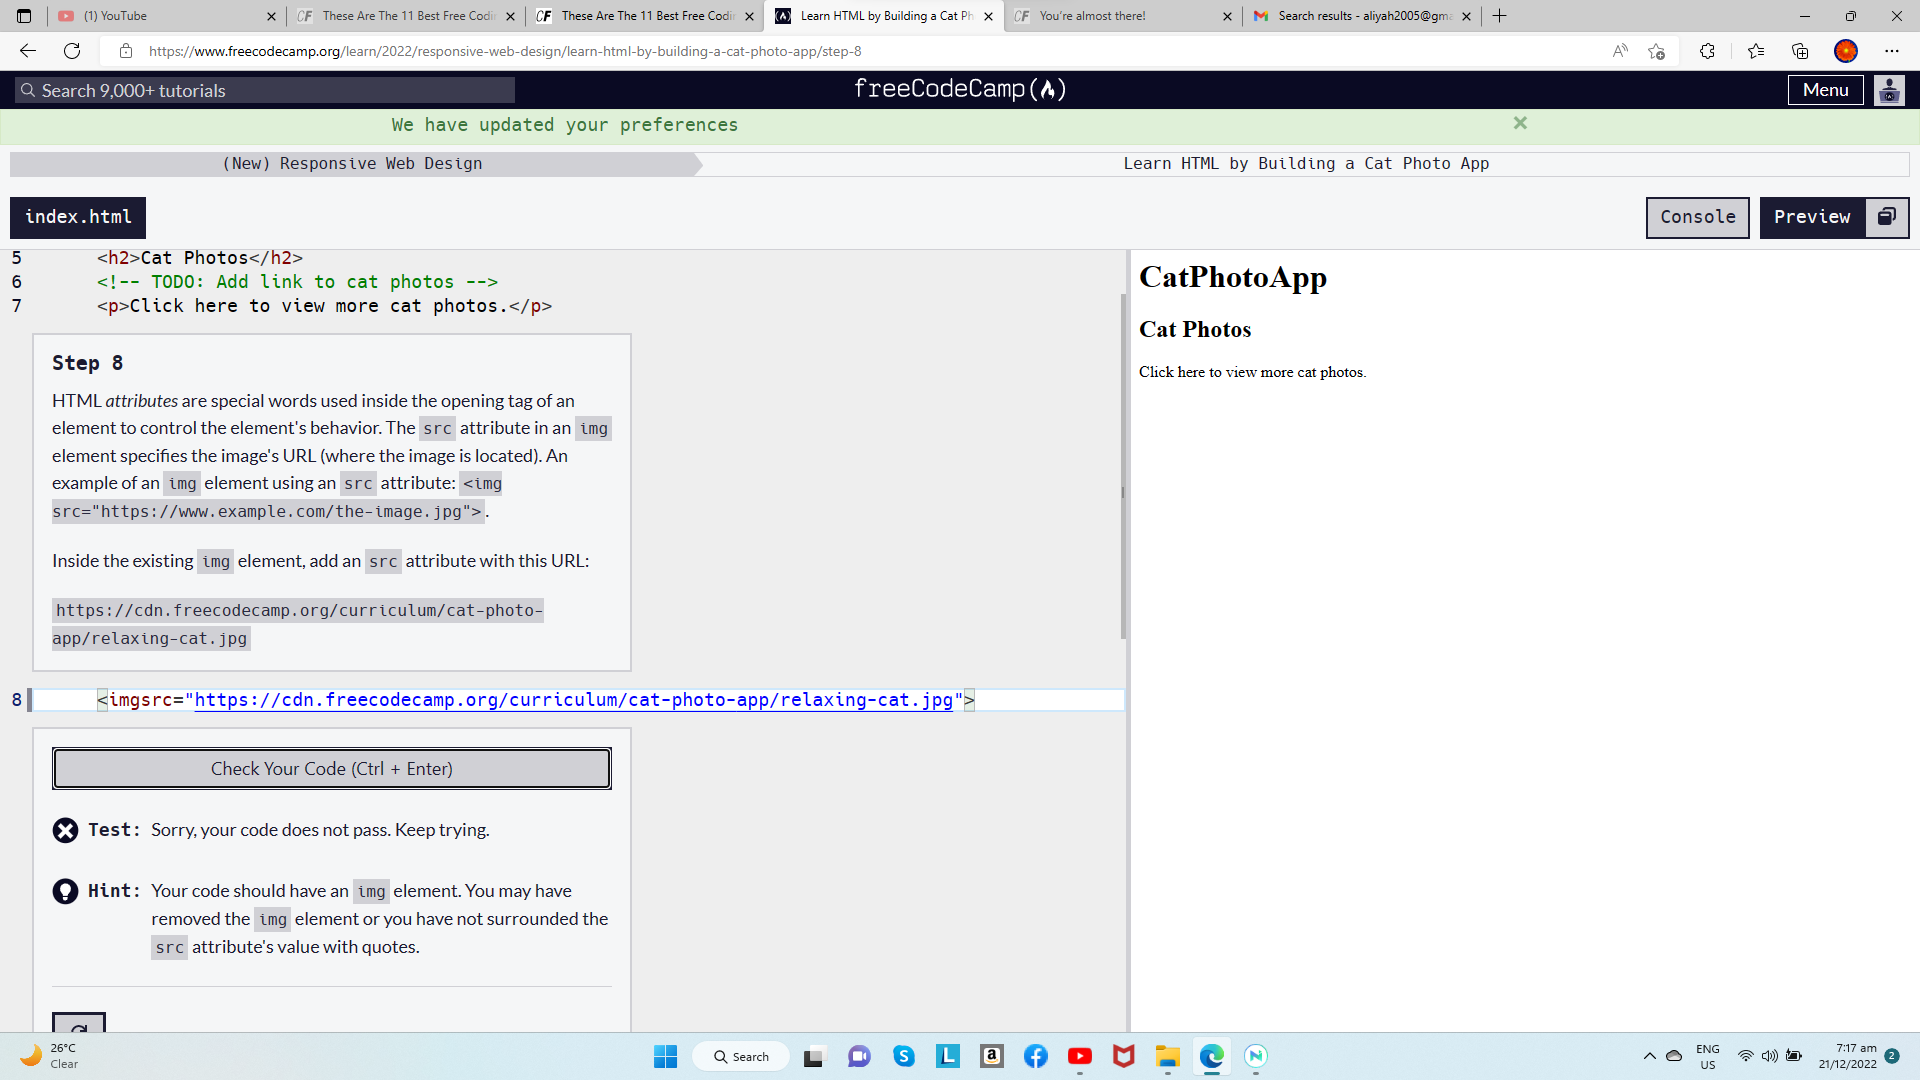 (1) YouTube
These Are The 11 Best Free Codin
These Are The 11 Best Free Codin
Learn HTML by Building a Cat Ph
You're almost there!
Search results - aliyah2005@gma
https://www.freecodecamp.org/learn/2022/responsive-web-design/learn-html-by-building-a-cat-photo-app/step-8
Search 9,000+ tutorials
freeCodeCamp
Menu
We have updated your preferences
(New) Responsive Web Design
Learn HTML by Building a Cat Photo App
index.html
Console
Preview
5 <h2>Cat Photos</h2>
6 <!-- TODO: Add link to cat photos -->
7 <p>Click here to view more cat photos.</p>
CatPhotoApp
Cat Photos
Click here to view more cat photos.
Step 8
HTML attributes are special words used inside the opening tag of an
element to control the element's behavior. The src attribute in an img
element specifies the image's URL (where the image is located). An
example of an img element using an src attribute: <img
src="https://www.example.com/the-image.jpg">.
Inside the existing img element, add an src attribute with this URL:
https://cdn.freecodecamp.org/curriculum/cat-photo-
app/relaxing-cat.jpg
8 <imgsrc="https://cdn.freecodecamp.org/curriculum/cat-photo-app/relaxing-cat.jpg">
Check Your Code (Ctrl + Enter)
Test: Sorry, your code does not pass. Keep trying.
Hint: Your code should have an img element. You may have
removed the img element or you have not surrounded the
src attribute's value with quotes.
26°C
Clear
Search
ENG
US
7:17 am
21/12/2022
2